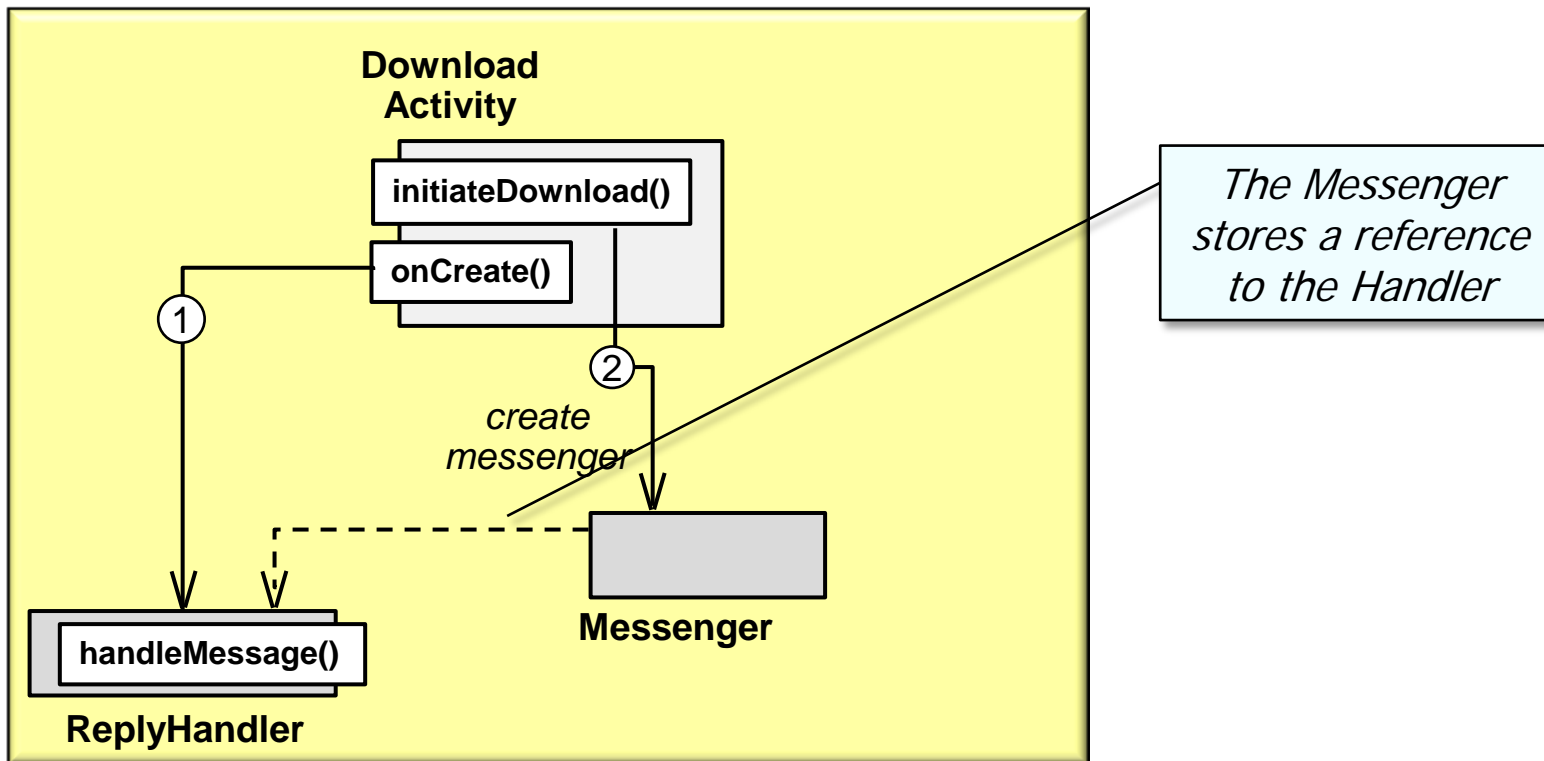 Download
Activity
initiateDownload()
onCreate()
1
2
create
messenger
handleMessage()
ReplyHandler
Messenger
The Messenger
stores a reference
to the Handler